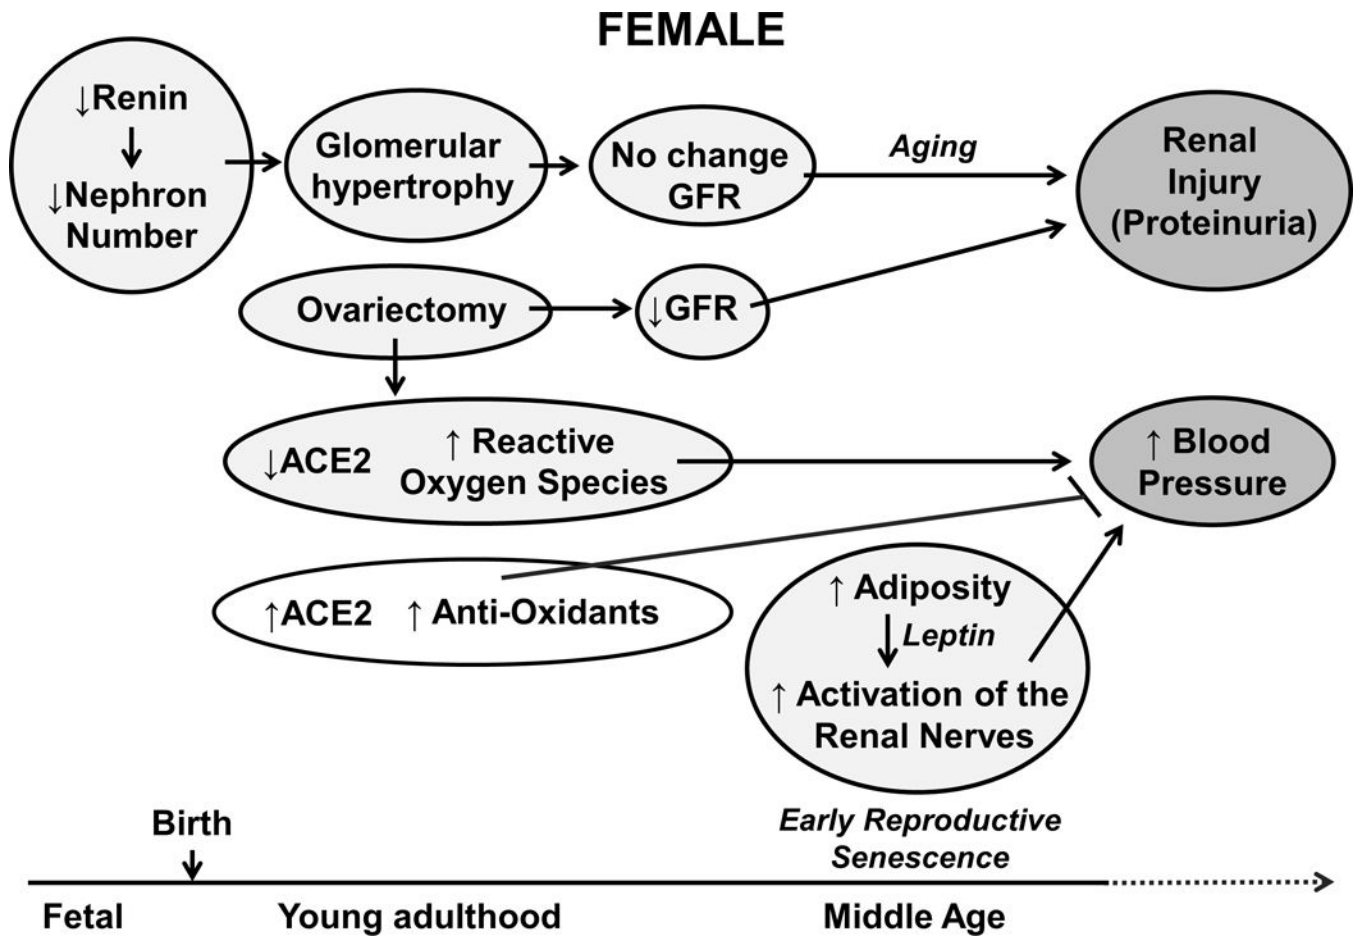 FEMALE
↓Renin
↓Nephron
Number
Glomerular
hypertrophy
No change
GFR
Aging
Renal
Injury
(Proteinuria)
Ovariectomy
↓GFR
↓ACE2
↑ Reactive
Oxygen Species
↑ Blood
Pressure
↑ACE2
↑ Anti-Oxidants
↑ Adiposity
Leptin
↑ Activation of the
Renal Nerves
Early Reproductive
Senescence
Birth
Fetal
Young adulthood
Middle Age